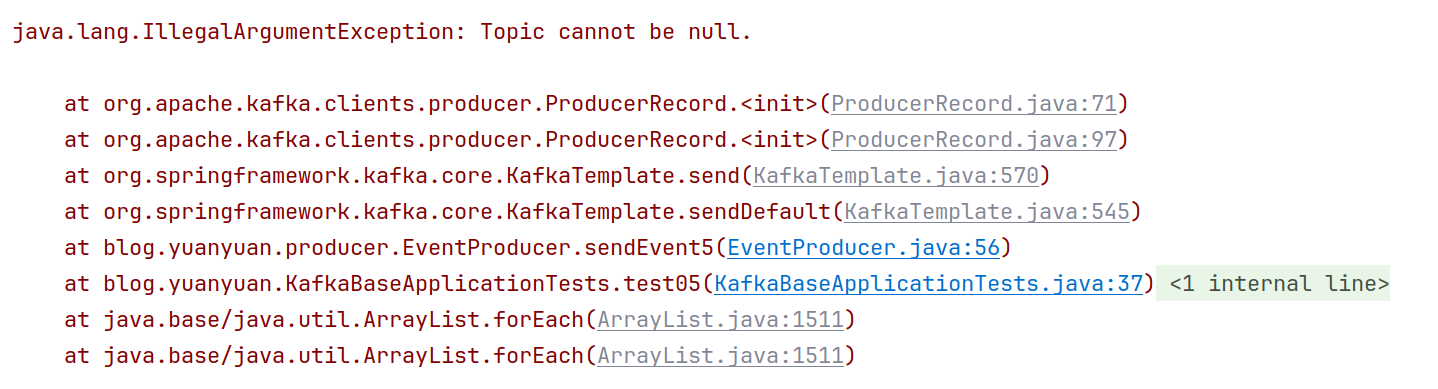 java.lang.IllegalArgumentException: Topic cannot be null.
at org.apache.kafka.clients.producer.ProducerRecord.<init>(ProducerRecord.java:71)
at org.apache.kafka.clients.producer.ProducerRecord.<init>(ProducerRecord.java:97)
at org.springframework.kafka.core.KafkaTemplate.send(KafkaTemplate.java:570)
at org.springframework.kafka.core.KafkaTemplate.sendDefault(KafkaTemplate.java:545)
at blog.yuanyuan.producer.EventProducer.sendEvent5(EventProducer.java:56)
at blog.yuanyuan.KafkaBaseApplicationTests.test05(KafkaBaseApplicationTests.java:37) <1 internal line>
at java.base/java.util.ArrayList.forEach(ArrayList.java:1511)
at java.base/java.util.ArrayList.forEach(ArrayList.java:1511)